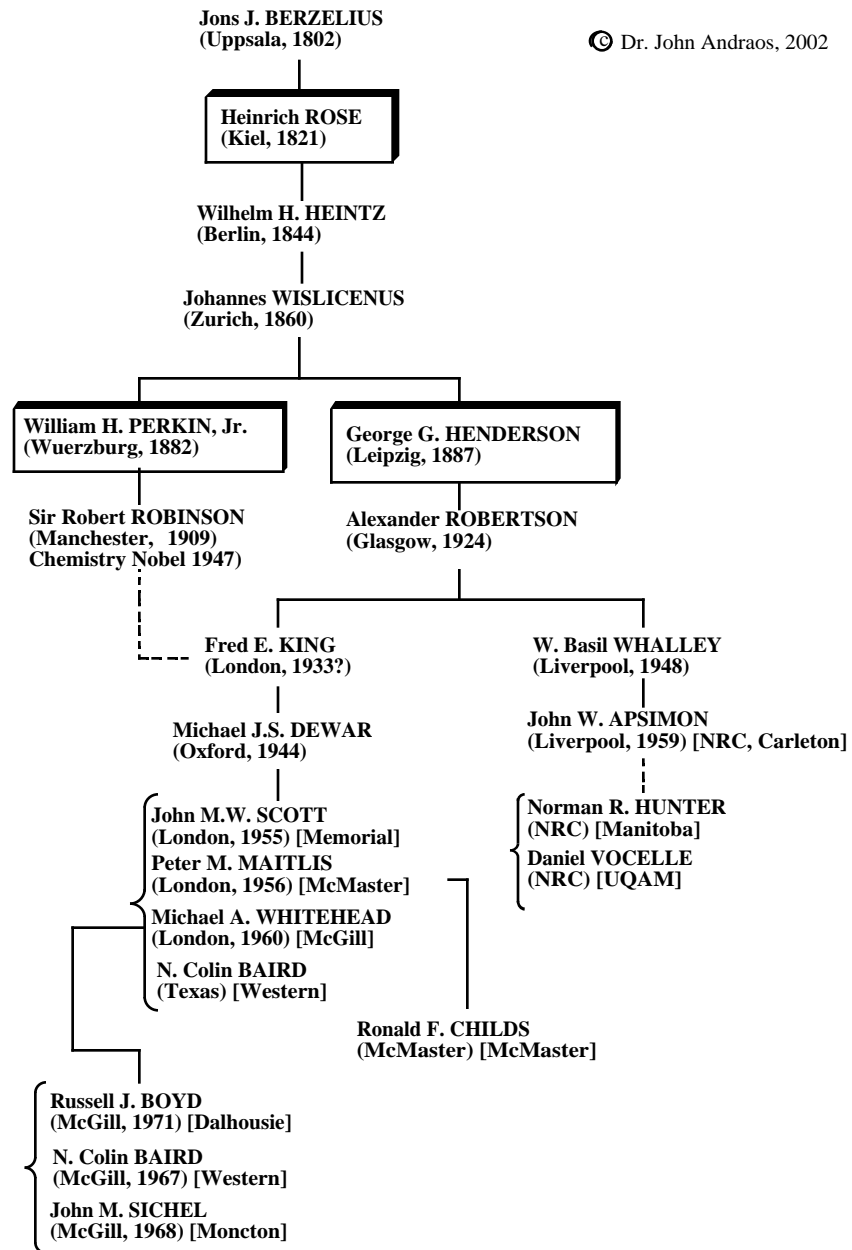 Jons J. BERZELIUS
(Uppsala, 1802)
© Dr. John Andraos, 2002
Heinrich ROSE
(Kiel, 1821)
Wilhelm H. HEINTZ
(Berlin, 1844)
Johannes WISLICENUS
(Zurich, 1860)
William H. PERKIN, Jr.
(Wuerzburg, 1882)
George G. HENDERSON
(Leipzig, 1887)
Sir Robert ROBINSON
(Manchester, 1909)
Chemistry Nobel 1947)
Alexander ROBERTSON
(Glasgow, 1924)
Fred E. KING
(London, 1933?)
W. Basil WHALLEY
(Liverpool, 1948)
Michael J.S. DEWAR
(Oxford, 1944)
John W. APSIMON
(Liverpool, 1959) [NRC, Carleton]
John M.W. SCOTT
(London, 1955) [Memorial]
Peter M. MAITLIS
(London, 1956) [McMaster]
Michael A. WHITEHEAD
(London, 1960) [McGill]
N. Colin BAIRD
(Texas) [Western]
Norman R. HUNTER
(NRC) [Manitoba]
Daniel VOCELLE
(NRC) [UQAM]
Ronald F. CHILDS
(McMaster) [McMaster]
Russell J. BOYD
(McGill, 1971) [Dalhousie]
N. Colin BAIRD
(McGill, 1967) [Western]
John M. SICHEL
(McGill, 1968) [Moncton]